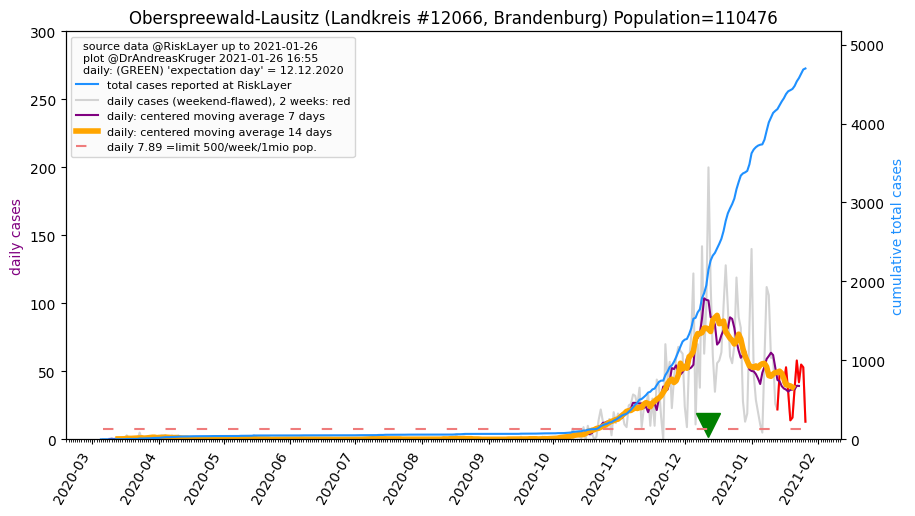 Oberspreewald-Lausitz (Landkreis #12066, Brandenburg) Population=110476
source data @RiskLayer up to 2021-01-26
plot @DrAndreasKruger 2021-01-26 16:55
daily: (GREEN) 'expectation day' = 12.12.2020
total cases reported at RiskLayer
daily cases (weekend-flawed), 2 weeks: red
daily: centered moving average 7 days
daily: centered moving average 14 days
daily 7.89 =limit 500/week/1mio pop.
daily cases
300
250
200
150
100
50
0
cumulative total cases
5000
4000
3000
2000
1000
0
2020-03
2020-04
2020-05
2020-06
2020-07
2020-08
2020-09
2020-10
2020-11
2020-12
2021-01
2021-02